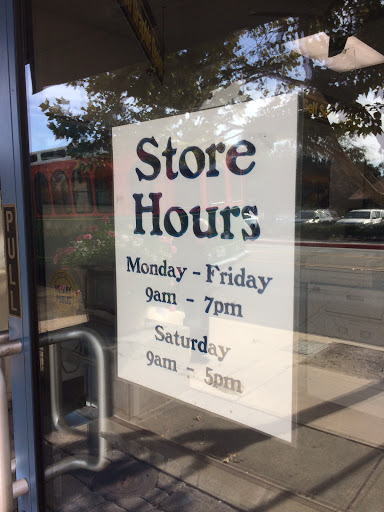 Store
Hours
Monday - Friday
9am - 7pm
Saturday
9am - 5pm
PULL